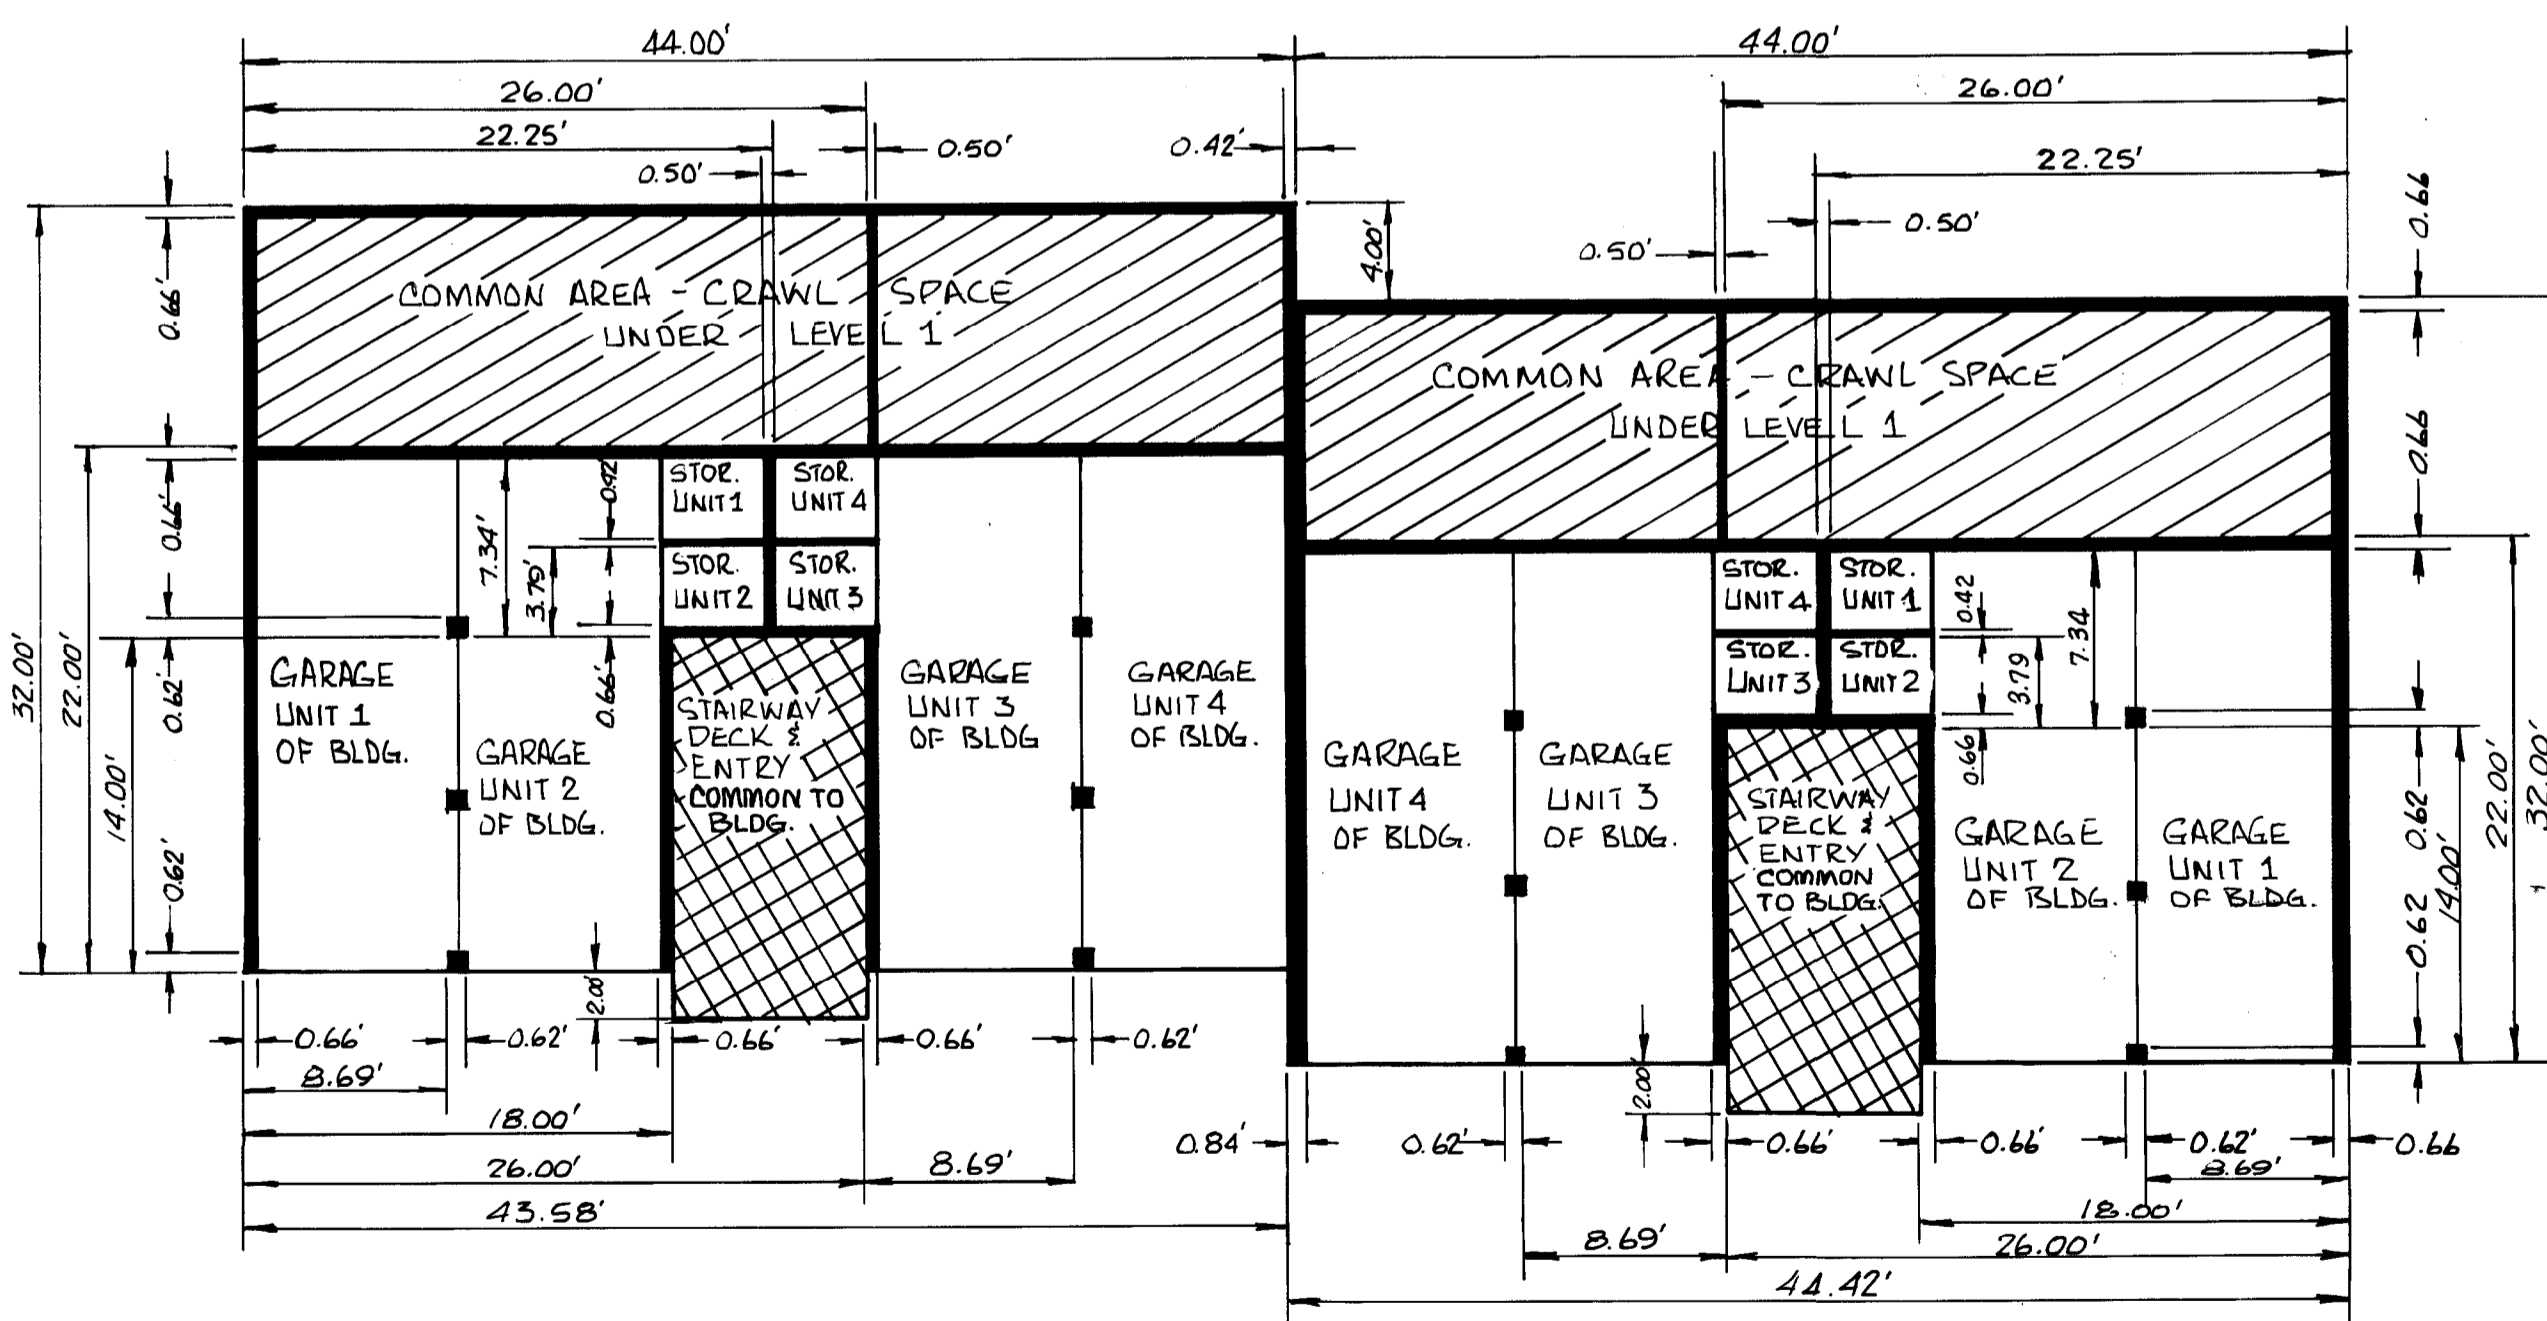 44.00'
44.00'
26.00'
26.00'
22.25'
0.50'
0.42'
22.25'
0.50'
0.50'
0.50'
4.00'
0.66
0.66'
COMMON AREA - CRAWL SPACE
UNDER LEVEL 1
COMMON AREA - CRAWL SPACE
UNDER LEVEL 1
0.66
32.00'
22.00'
14.00'
0.66'
0.62'
0.62'
7.34'
3.79'
0.42
0.66'
STOR.
UNIT 1
STOR.
UNIT 4
STOR.
UNIT 2
STOR.
UNIT 3
GARAGE
UNIT 1
OF BLDG.
GARAGE
UNIT 2
OF BLDG.
STAIRWAY
DECK &
ENTRY
COMMON TO
BLDG.
GARAGE
UNIT 3
OF BLDG
GARAGE
UNIT 4
OF BLDG.
STOR.
UNIT 4
STOR.
UNIT 1
STOR.
UNIT 3
STOR.
UNIT 2
0.42
7.34
3.79
0.66
GARAGE
UNIT 4
OF BLDG.
GARAGE
UNIT 3
OF BLDG.
STAIRWAY
DECK &
ENTRY
COMMON
TO BLDG.
GARAGE
UNIT 2
OF BLDG.
GARAGE
UNIT 1
OF BLDG.
0.62
0.62
14.00'
22.00'
32.00'
2.00'
0.66'
0.62'
0.66'
0.66'
0.62'
8.69'
18.00'
26.00'
8.69'
43.58'
2.00'
0.84'
0.62'
0.66'
0.66'
0.62'
0.66
8.69'
18.00'
8.69'
26.00'
44.42'